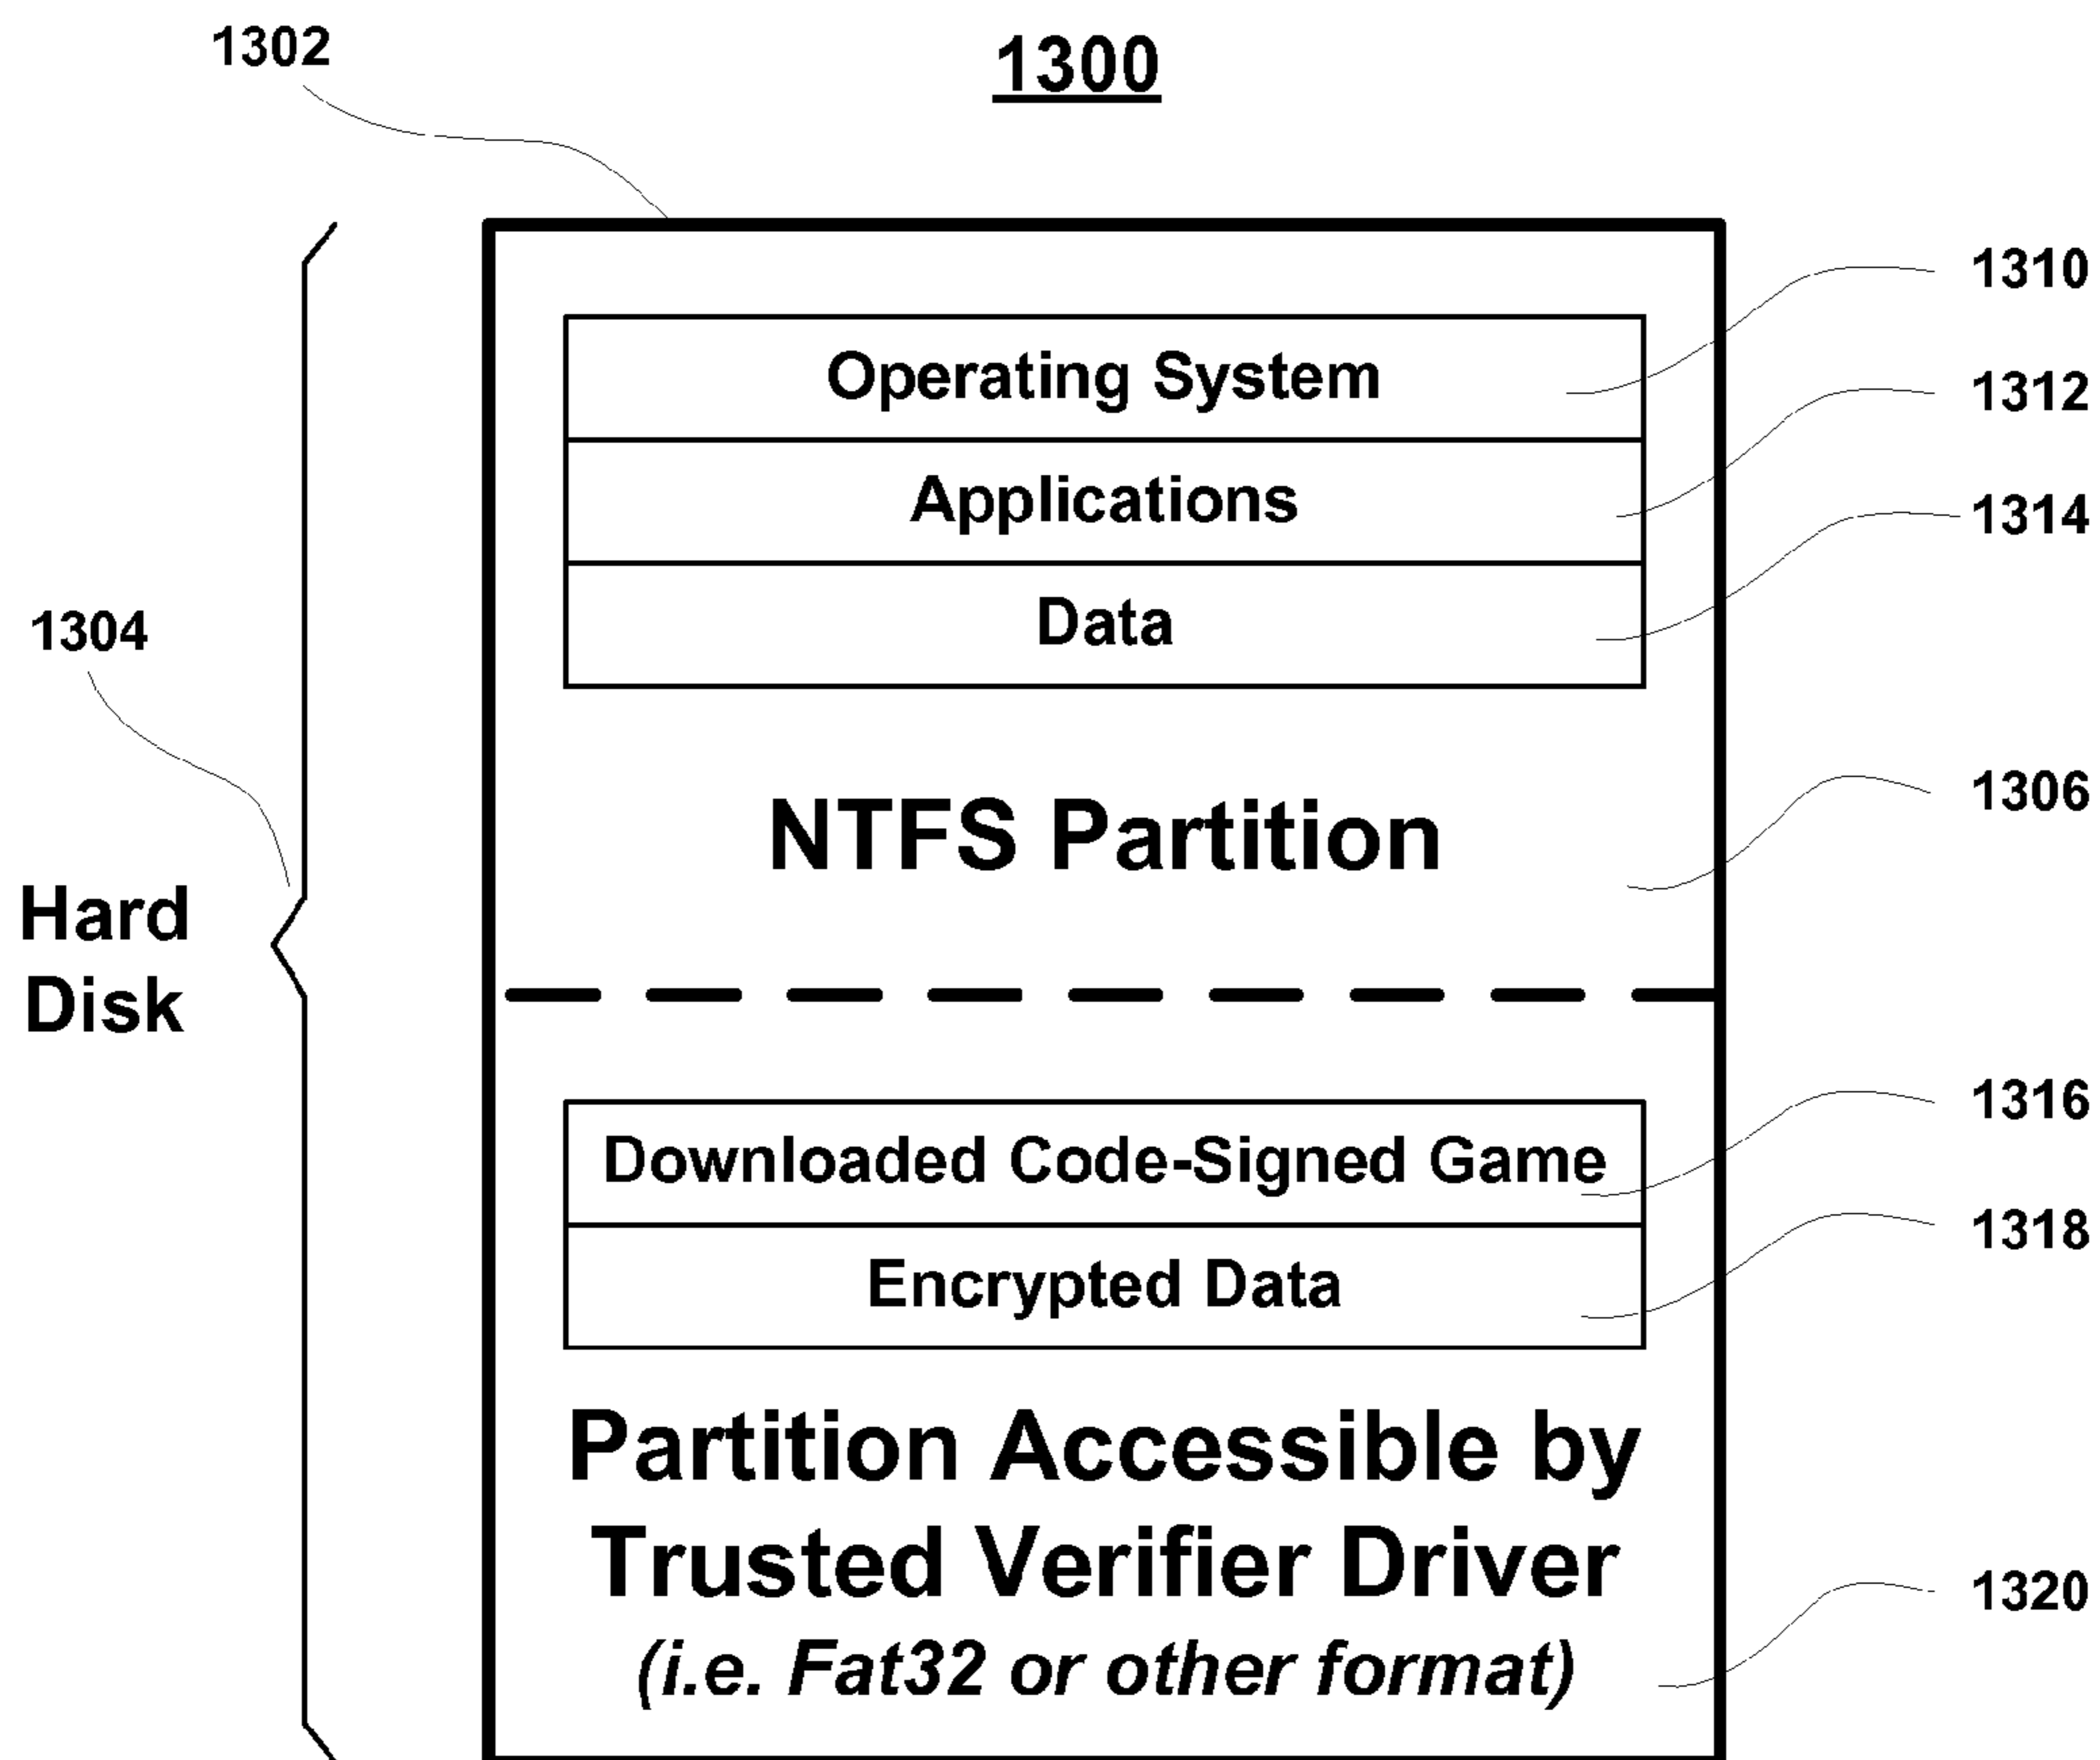 1302
1300
1310
Operating System
1312
Applications
1314
Data
1304
1306
NTFS Partition
Hard
Disk
1316
Downloaded Code-Signed Game
1318
Encrypted Data
Partition Accessible by
Trusted Verifier Driver
1320
(i.e. Fat32 or other format)